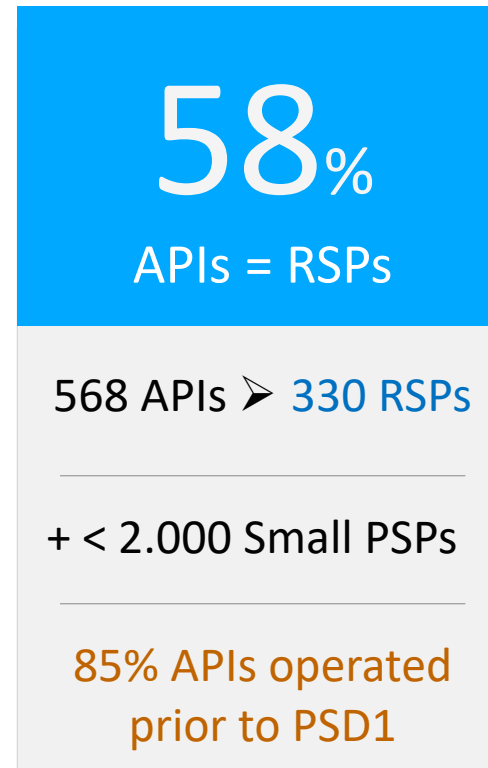 58%
APIs = RSPs
568 APIs ➢ 330 RSPs
+ < 2.000 Small PSPs
85% APIs operated
prior to PSD1